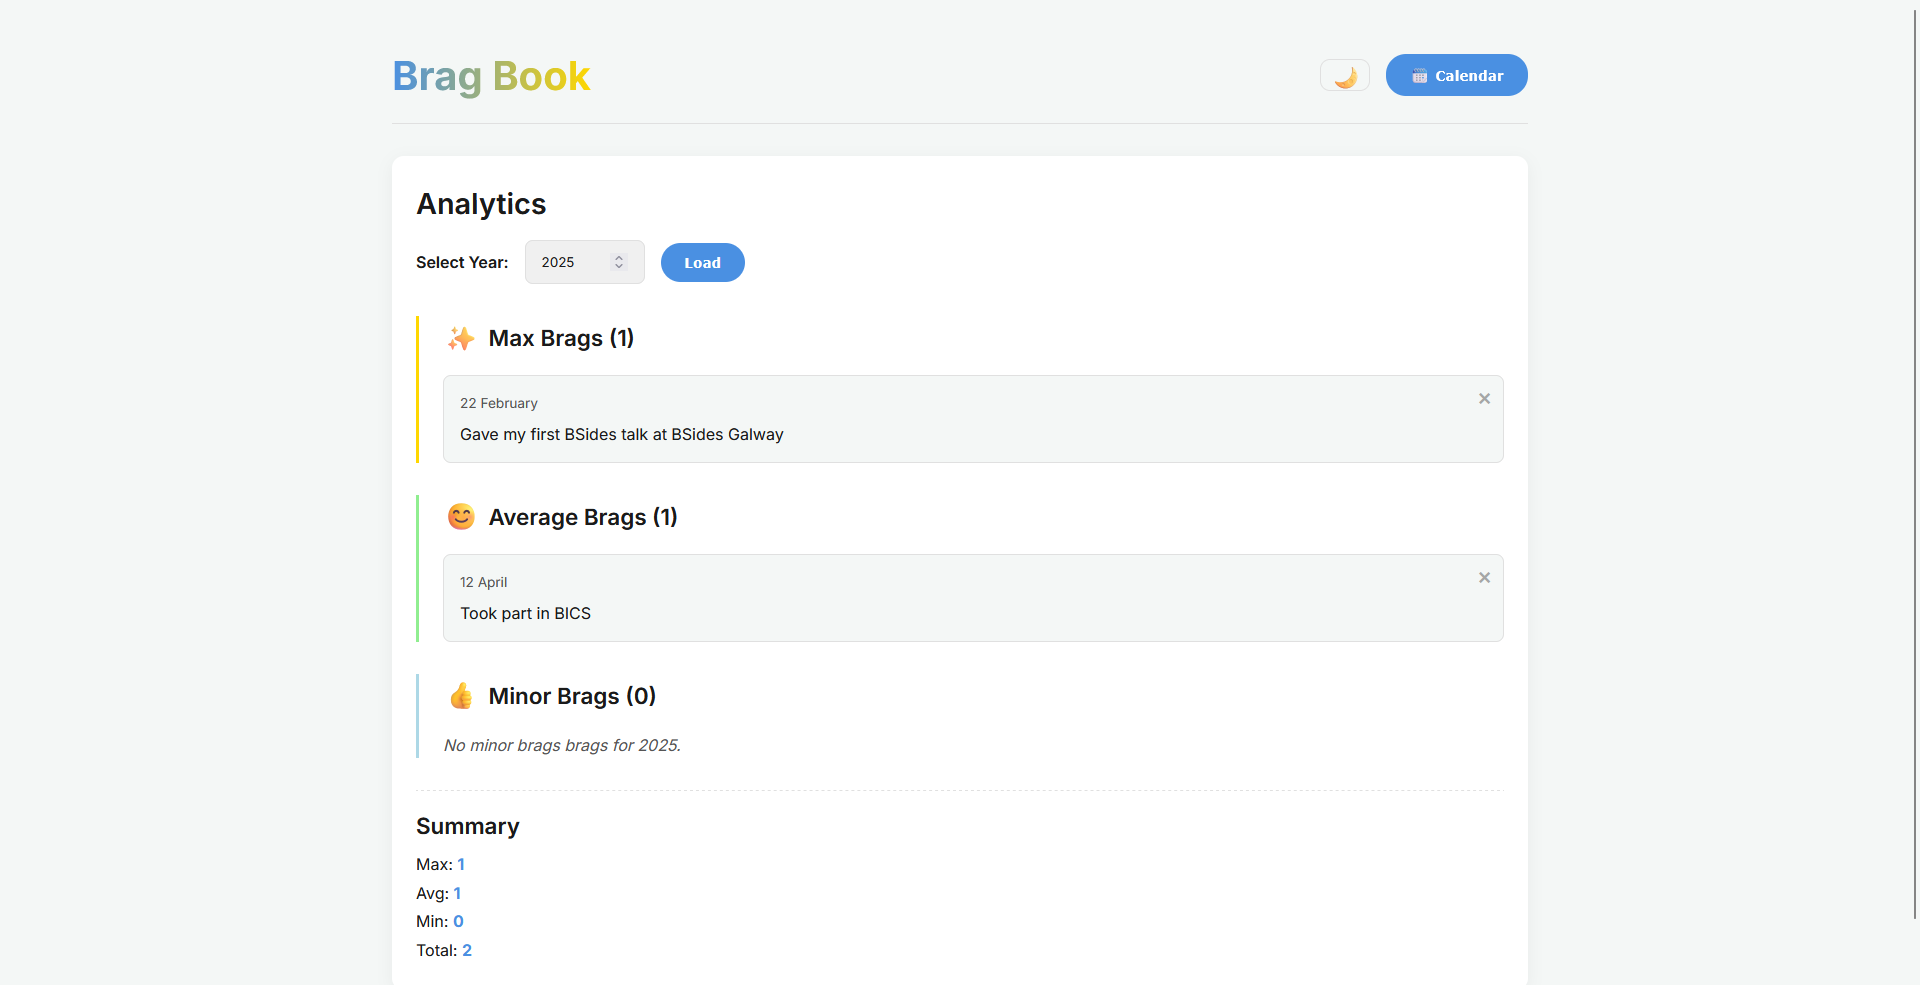 Brag Book
Calendar
Analytics
Select Year: 2025 Load
Max Brags (1)
22 February
Gave my first BSides talk at BSides Galway
Average Brags (1)
12 April
Took part in BICS
Minor Brags (0)
No minor brags brags for 2025.
Summary
Max: 1
Avg: 1
Min: 0
Total: 2